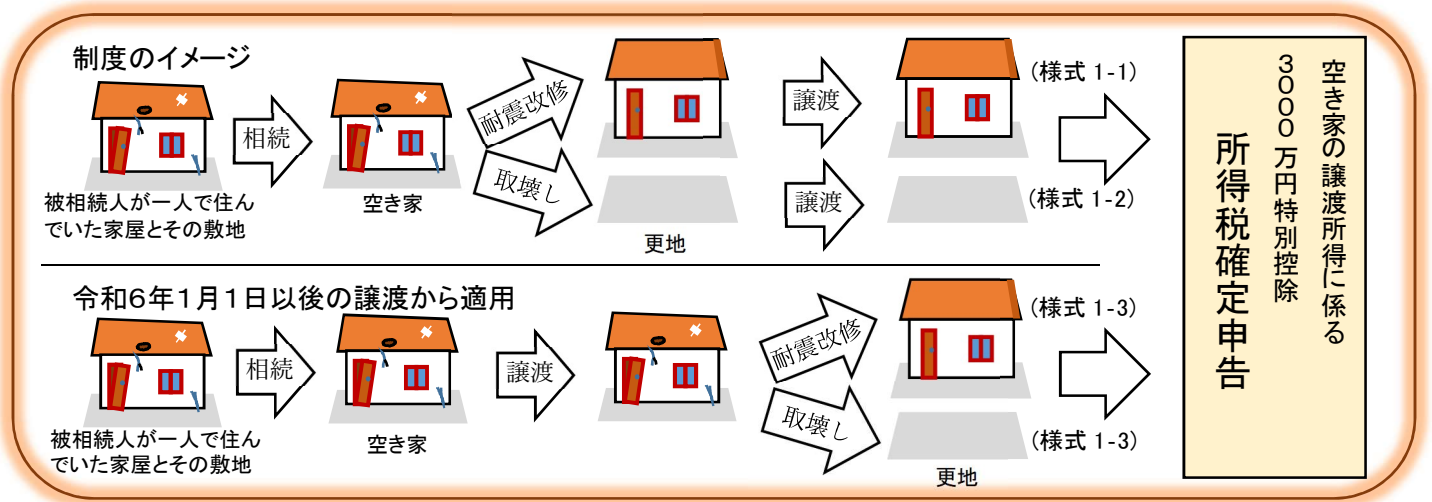 制度のイメージ
相続
耐震改修
取壊し
譲渡
譲渡
(様式 1-1)
(様式 1-2)
被相続人が一人で住ん
でいた家屋とその敷地
空き家
更地
令和6年1月1日以後の譲渡から適用
相続
譲渡
耐震改修
取壊し
(様式 1-3)
(様式 1-3)
被相続人が一人で住ん
でいた家屋とその敷地
空き家
更地
空き家の譲渡所得に係る
3000万円特別控除
所得税確定申告